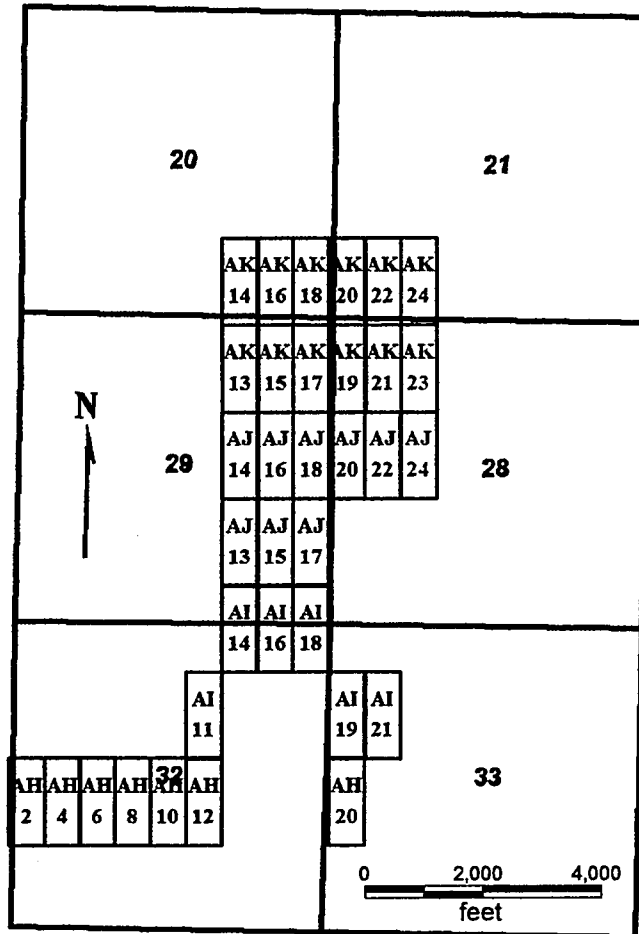 20 21
AK AK AK AK AK AK
14 16 18 20 22 24
AK AK AK AK AK AK
13 15 17 19 21 23
N
AJ AJ AJ AJ AJ AJ
14 16 18 20 22 24
29 28
AJ AJ AJ
13 15 17
AI AI AI
14 16 18
AI AI AI
11 19 21
32 33
AH AH AH AH AH AH AH
2 4 6 8 10 12 20
0 2,000 4,000
feet